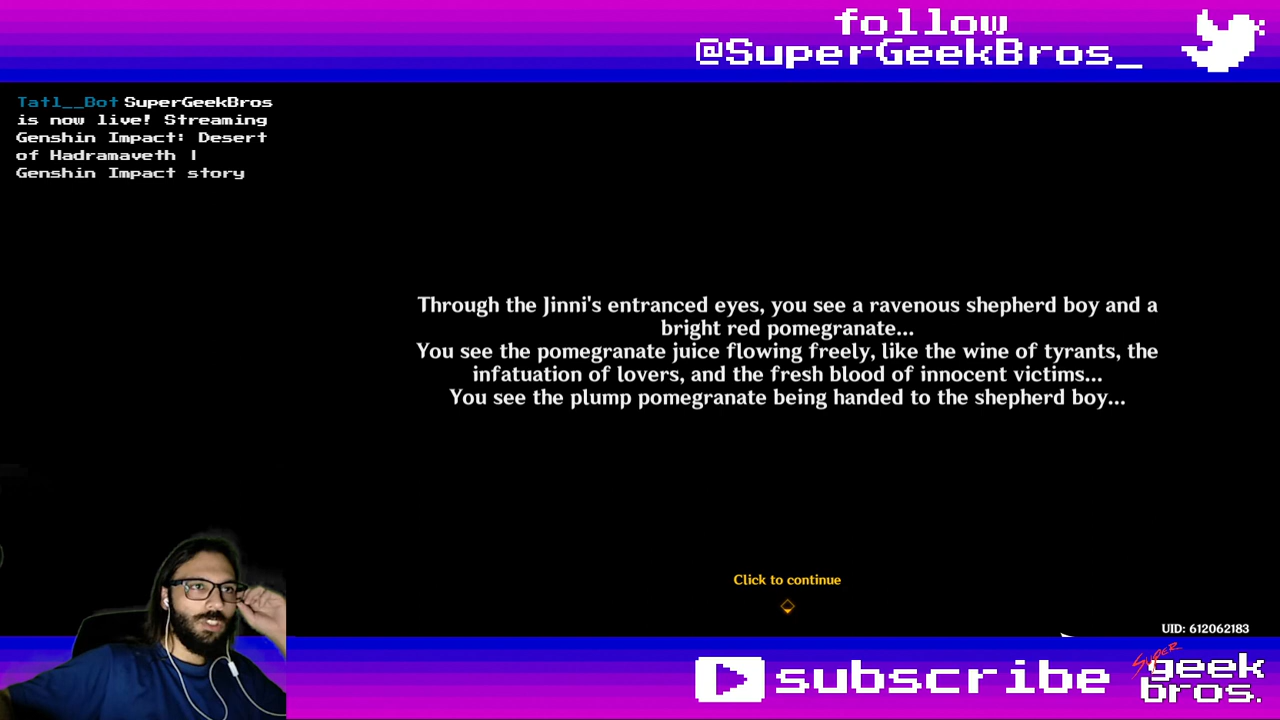 follow
@SuperGeekBros_
Tatl__Bot SuperGeekBros
is now live! Streaming
Genshin Impact: Desert
of Hadramaveth |
Genshin Impact story
Through the Jinni's entranced eyes, you see a ravenous shepherd boy and a
bright red pomegranate...
You see the pomegranate juice flowing freely, like the wine of tyrants, the
infatuation of lovers, and the fresh blood of innocent victims...
You see the plump pomegranate being handed to the shepherd boy...
Click to continue
UID: 612062183
subscribe
SUPER
geek
bros.